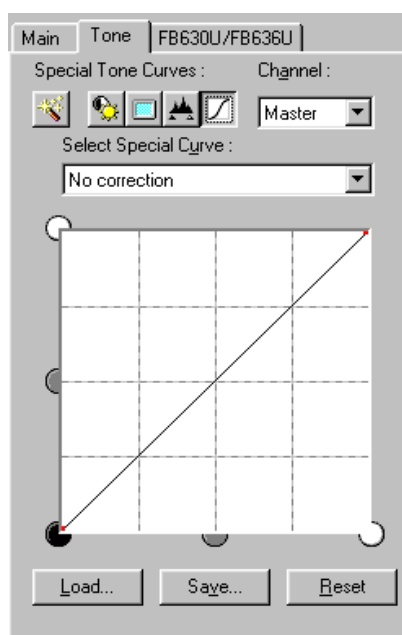 Main Tone FB630U/FB636U
Special Tone Curves : Channel :
Master
Select Special Curve :
No correction
Load... Save... Reset